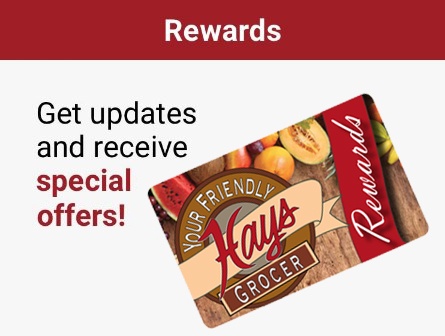 Rewards
Get updates
and receive
special
offers!
YOUR FRIENDLY
Hays
GROCER
Rewards